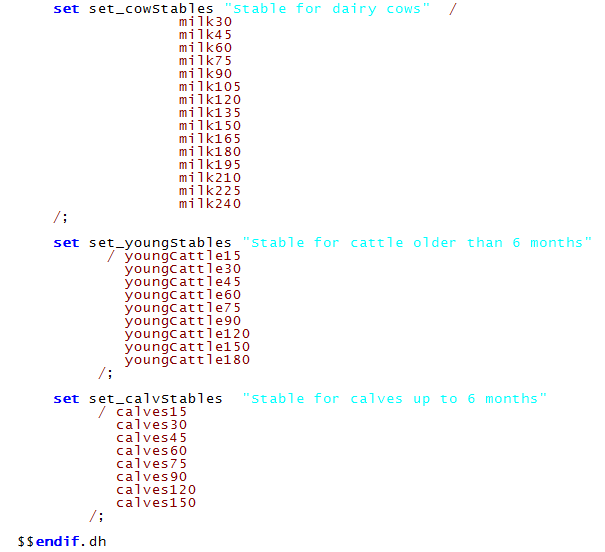 set set_cowStables "Stable for dairy cows" /
milk30
milk45
milk60
milk75
milk90
milk105
milk120
milk135
milk150
milk165
milk180
milk195
milk210
milk225
milk240
/;
set set_youngStables "Stable for cattle older than 6 months"
/ youngCattle15
youngCattle30
youngCattle45
youngCattle60
youngCattle75
youngCattle90
youngCattle120
youngCattle150
youngCattle180
/;
set set_calvStables "Stable for calves up to 6 months"
/ calves15
calves30
calves45
calves60
calves75
calves90
calves120
calves150
/;
$$endif.dh